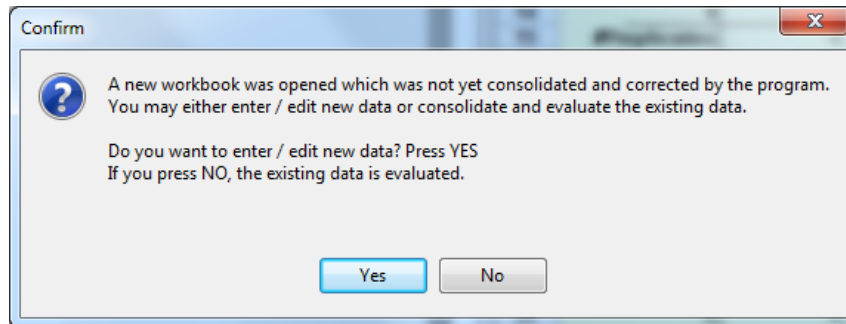 Confirm
A new workbook was opened which was not yet consolidated and corrected by the program.
You may either enter / edit new data or consolidate and evaluate the existing data.
Do you want to enter / edit new data? Press YES
If you press NO, the existing data is evaluated.
Yes
No